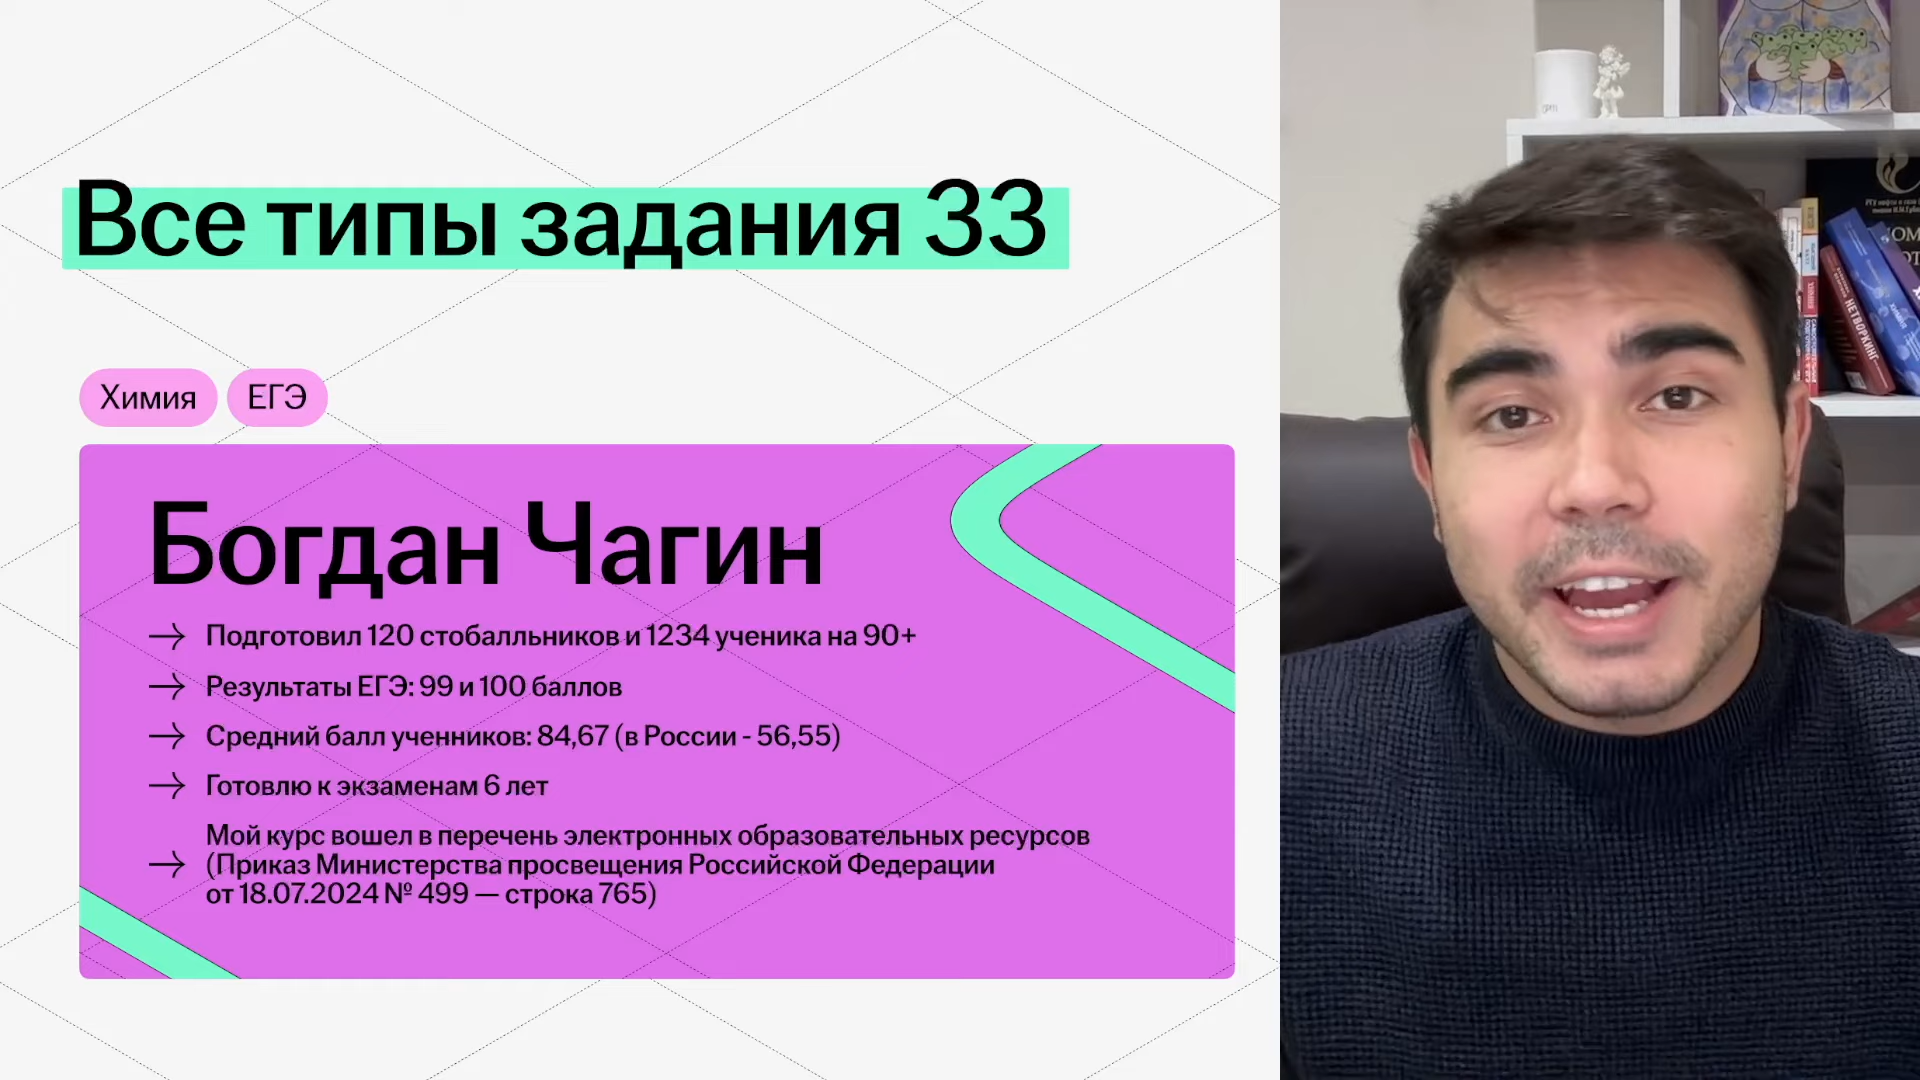 Все типы задания 33
Химия
ЕГЭ
Богдан Чагин
Подготовил 120 стобалльников и 1234 ученика на 90+
Результаты ЕГЭ: 99 и 100 баллов
Средний балл ученников: 84,67 (в России - 56,55)
Готовлю к экзаменам 6 лет
Мой курс вошел в перечень электронных образовательных ресурсов
(Приказ Министерства просвещения Российской Федерации
от 18.07.2024 № 499 — строка 765)
НЕТВОРКИНГ